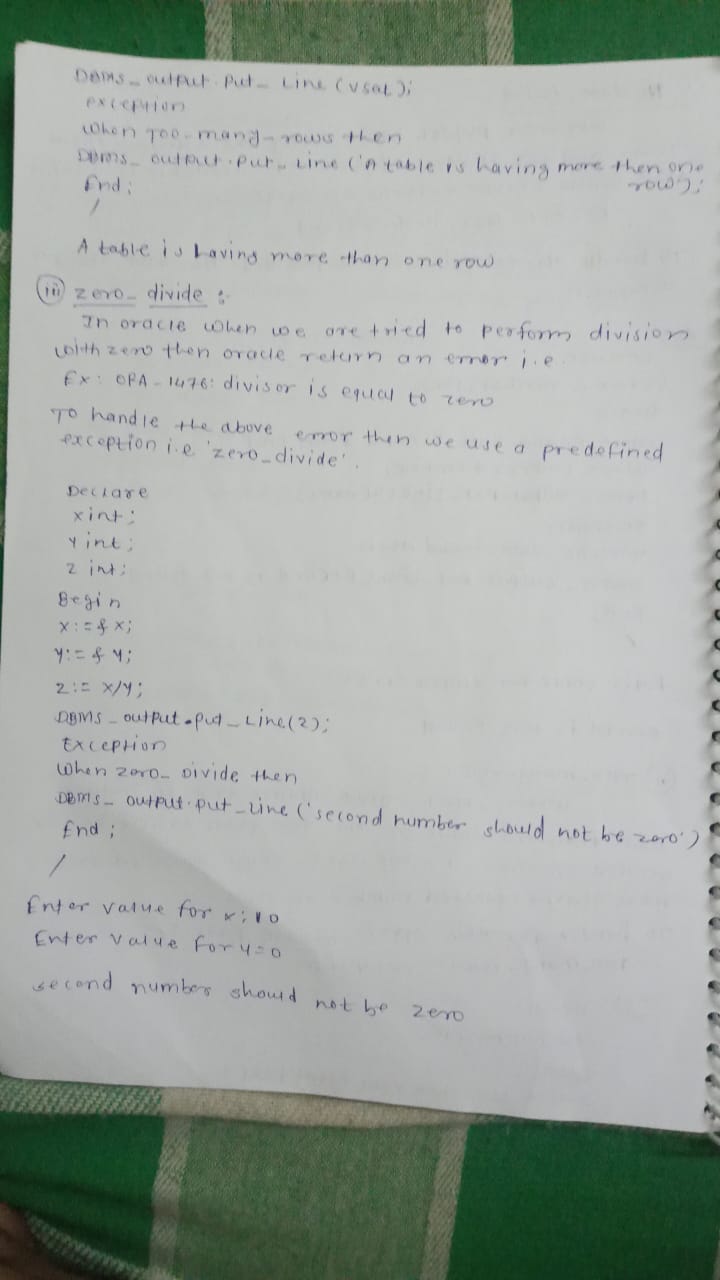 DBMS_output.put_Line(vsal);
exception
When Too_many_rows then
DBMS_output.put_Line('A table is having more then one row');
End;
/
A table is having more than one row
(iii) zero_divide :-
In oracle when we are tried to perform division
with zero then oracle return an error i.e
Ex: ORA-1476: divisor is equal to zero
To handle the above error then we use a predefined
exception i.e 'zero_divide'.
Declare
x int;
y int;
z int;
Begin
x:=&x;
y:=&y;
z:=x/y;
DBMS_output.put_Line(z);
Exception
When zero_Divide then
DBMS_output.put_Line('second number should not be zero')
End;
/
Enter value for x:10
Enter value for y=0
second number should not be zero